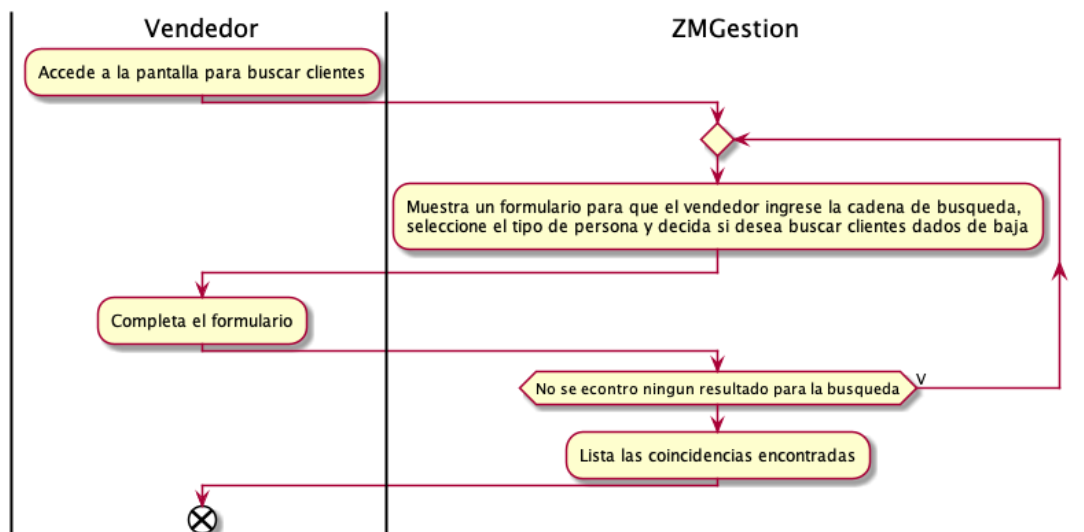 Vendedor
ZMGestion
Accede a la pantalla para buscar clientes
Muestra un formulario para que el vendedor ingrese la cadena de busqueda,
seleccione el tipo de persona y decida si desea buscar clientes dados de baja
Completa el formulario
No se econtro ningun resultado para la busqueda
V
Lista las coincidencias encontradas